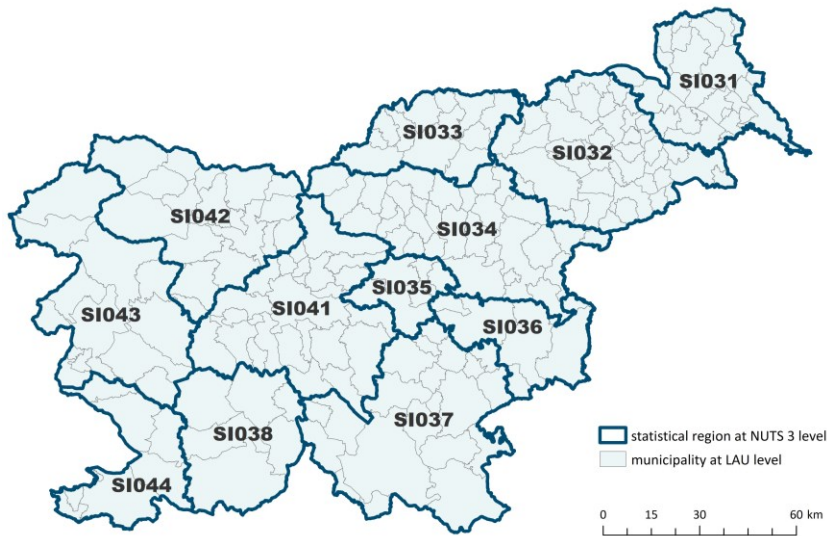 SI031
SI033
SI032
SI042
SI034
SI035
SI041
SI043
SI036
SI037
SI038
SI044
statistical region at NUTS 3 level
municipality at LAU level
0 15 30 60 km